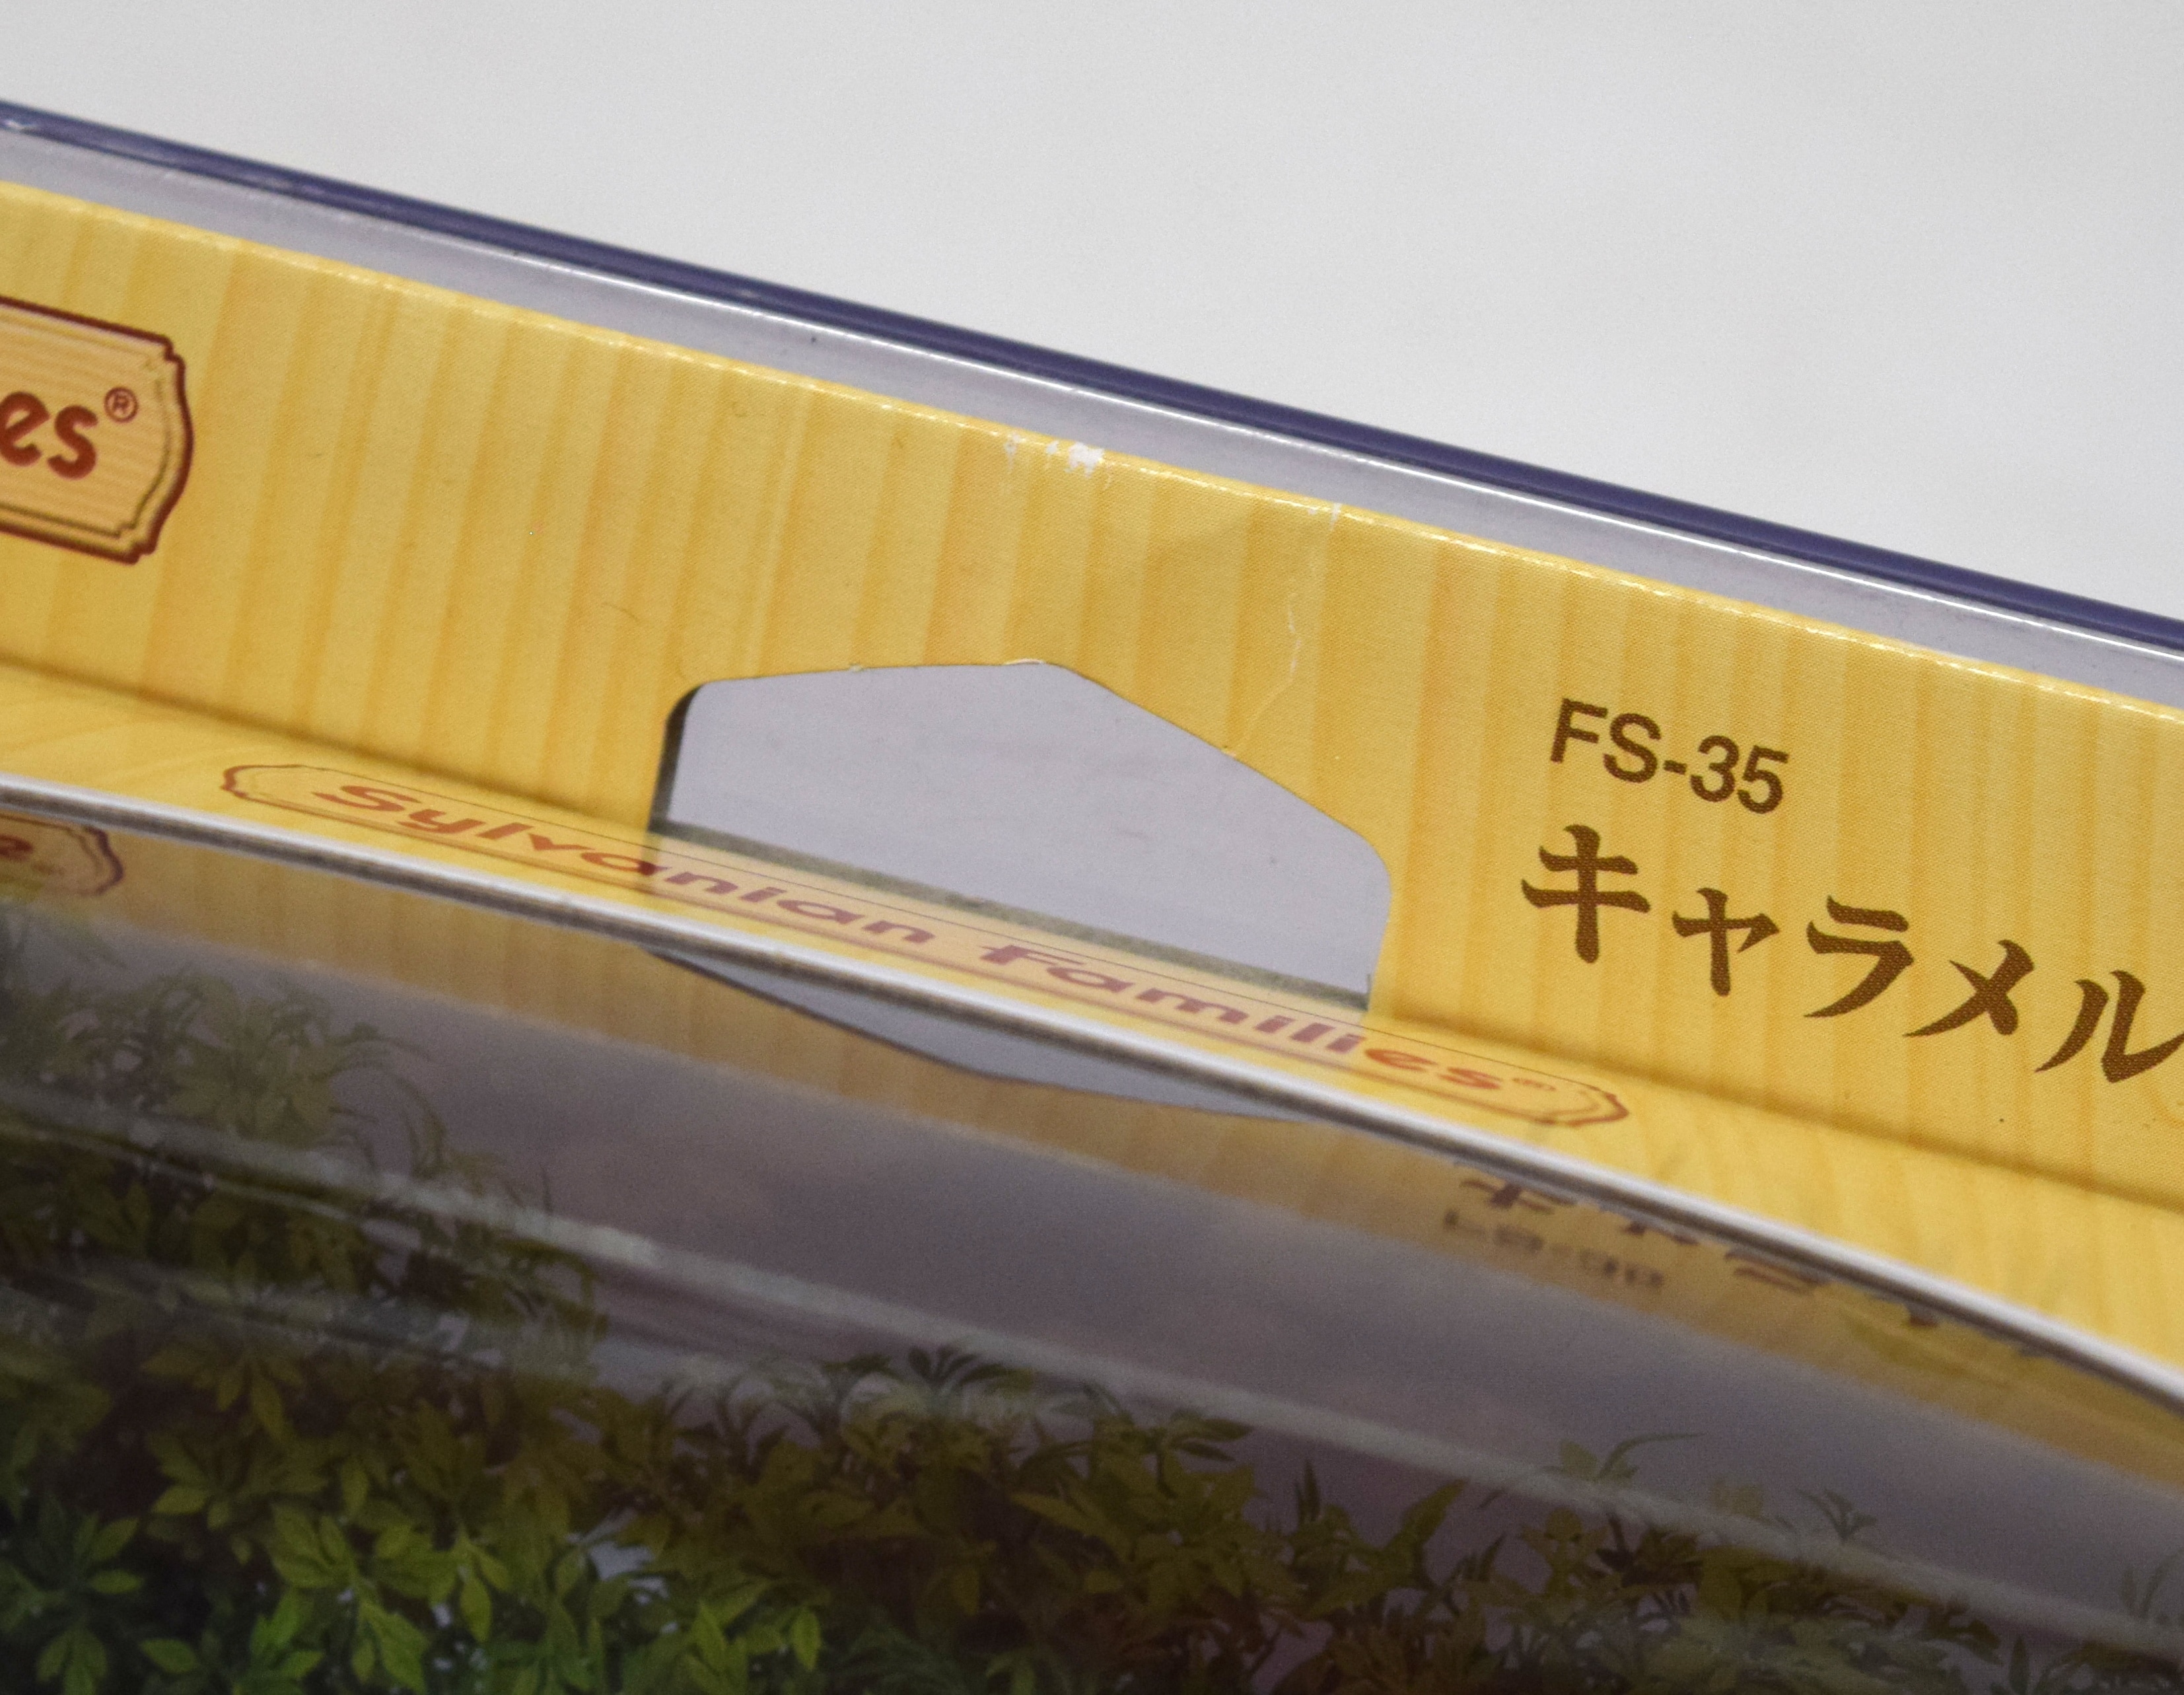 es®
Sylvanian Families®
FS-35
キャラメル